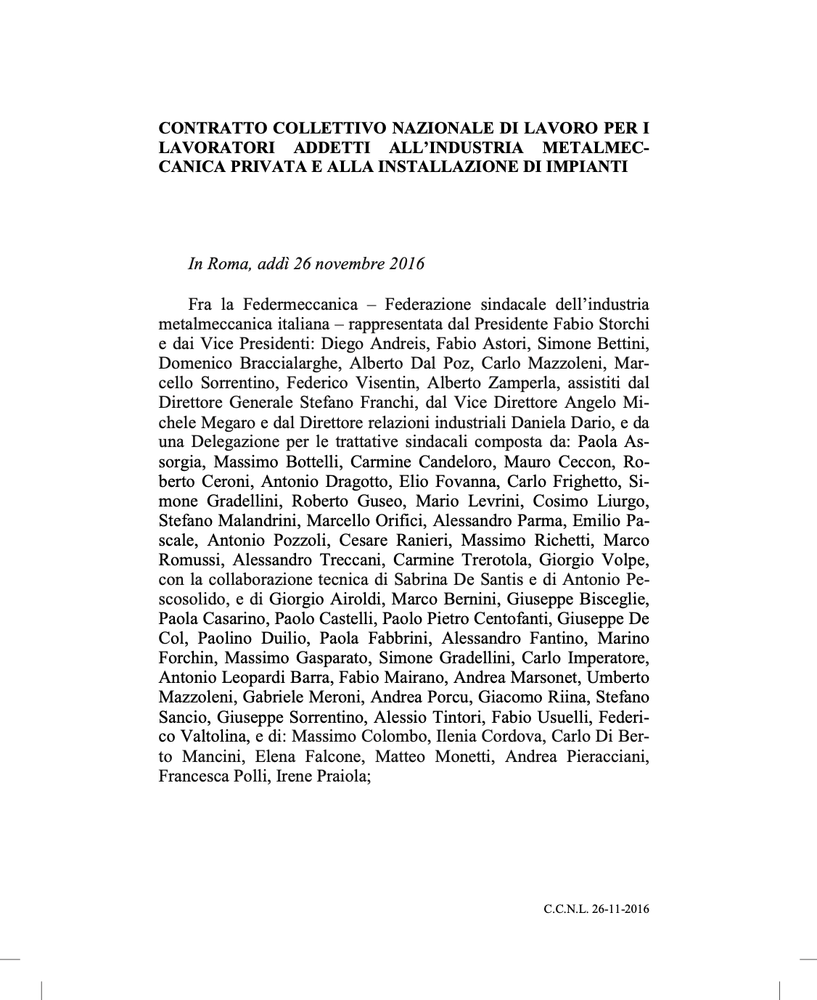 CONTRATTO COLLETTIVO NAZIONALE DI LAVORO PER I
LAVORATORI ADDETTI ALL’INDUSTRIA METALMEC-
CANICA PRIVATA E ALLA INSTALLAZIONE DI IMPIANTI
In Roma, addì 26 novembre 2016
Fra la Federmeccanica – Federazione sindacale dell’industria
metalmeccanica italiana – rappresentata dal Presidente Fabio Storchi
e dai Vice Presidenti: Diego Andreis, Fabio Astori, Simone Bettini,
Domenico Braccialarghe, Alberto Dal Poz, Carlo Mazzoleni, Mar-
cello Sorrentino, Federico Visentin, Alberto Zamperla, assistiti dal
Direttore Generale Stefano Franchi, dal Vice Direttore Angelo Mi-
chele Megaro e dal Direttore relazioni industriali Daniela Dario, e da
una Delegazione per le trattative sindacali composta da: Paola As-
sorgia, Massimo Bottelli, Carmine Candeloro, Mauro Ceccon, Ro-
berto Ceroni, Antonio Dragotto, Elio Fovanna, Carlo Frighetto, Si-
mone Gradellini, Roberto Guseo, Mario Levrini, Cosimo Liurgo,
Stefano Malandrini, Marcello Orifici, Alessandro Parma, Emilio Pa-
scale, Antonio Pozzoli, Cesare Ranieri, Massimo Richetti, Marco
Romussi, Alessandro Treccani, Carmine Trerotola, Giorgio Volpe,
con la collaborazione tecnica di Sabrina De Santis e di Antonio Pe-
scosolido, e di Giorgio Airoldi, Marco Bernini, Giuseppe Bisceglie,
Paola Casarino, Paolo Castelli, Paolo Pietro Centofanti, Giuseppe De
Col, Paolino Duilio, Paola Fabbrini, Alessandro Fantino, Marino
Forchin, Massimo Gasparato, Simone Gradellini, Carlo Imperatore,
Antonio Leopardi Barra, Fabio Mairano, Andrea Marsonet, Umberto
Mazzoleni, Gabriele Meroni, Andrea Porcu, Giacomo Riina, Stefano
Sancio, Giuseppe Sorrentino, Alessio Tintori, Fabio Usuelli, Federi-
co Valtolina, e di: Massimo Colombo, Ilenia Cordova, Carlo Di Ber-
to Mancini, Elena Falcone, Matteo Monetti, Andrea Pieracciani,
Francesca Polli, Irene Praiola;
C.C.N.L. 26-11-2016